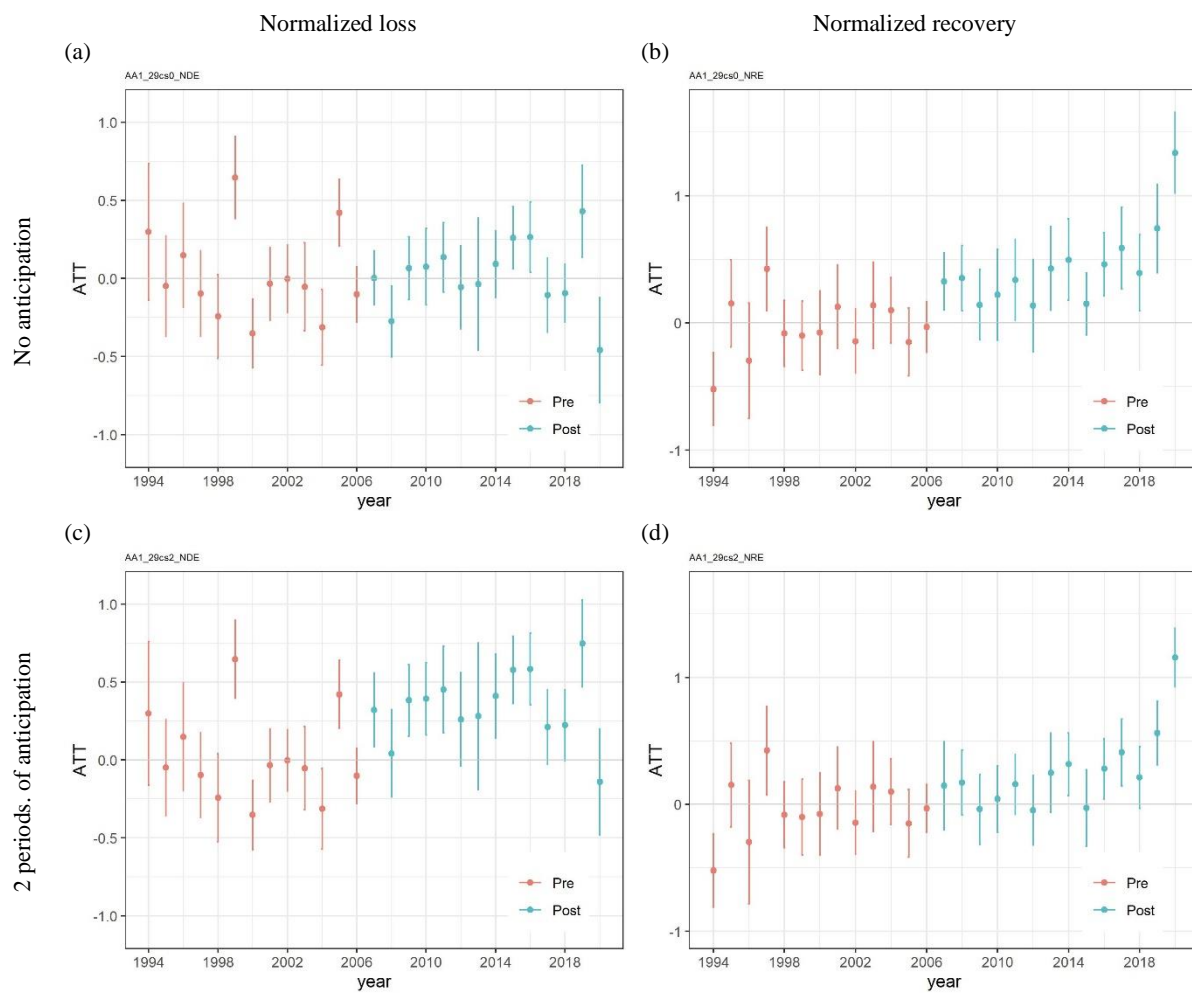 Normalized loss
Normalized recovery
(a)
(b)
No anticipation
AA1_29cs0_NDE
1.0
0.5
0.0
-0.5
-1.0
ATT
Pre
Post
1994 1998 2002 2006 2010 2014 2018
year
AA1_29cs0_NRE
1
0
-1
ATT
Pre
Post
1994 1998 2002 2006 2010 2014 2018
year
(c)
(d)
2 periods. of anticipation
AA1_29cs2_NDE
1.0
0.5
0.0
-0.5
-1.0
ATT
Pre
Post
1994 1998 2002 2006 2010 2014 2018
year
AA1_29cs2_NRE
1
0
-1
ATT
Pre
Post
1994 1998 2002 2006 2010 2014 2018
year